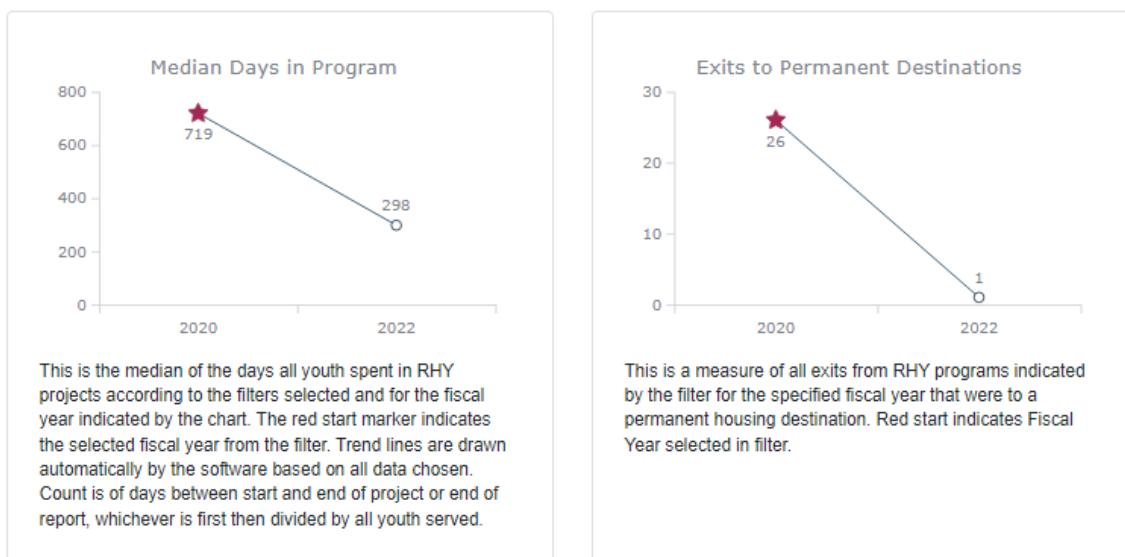 Median Days in Program
800
600
400
200
0
719
298
2020
2022
This is the median of the days all youth spent in RHY
projects according to the filters selected and for the fiscal
year indicated by the chart. The red start marker indicates
the selected fiscal year from the filter. Trend lines are drawn
automatically by the software based on all data chosen.
Count is of days between start and end of project or end of
report, whichever is first then divided by all youth served.
Exits to Permanent Destinations
30
20
10
0
26
1
2020
2022
This is a measure of all exits from RHY programs indicated
by the filter for the specified fiscal year that were to a
permanent housing destination. Red start indicates Fiscal
Year selected in filter.